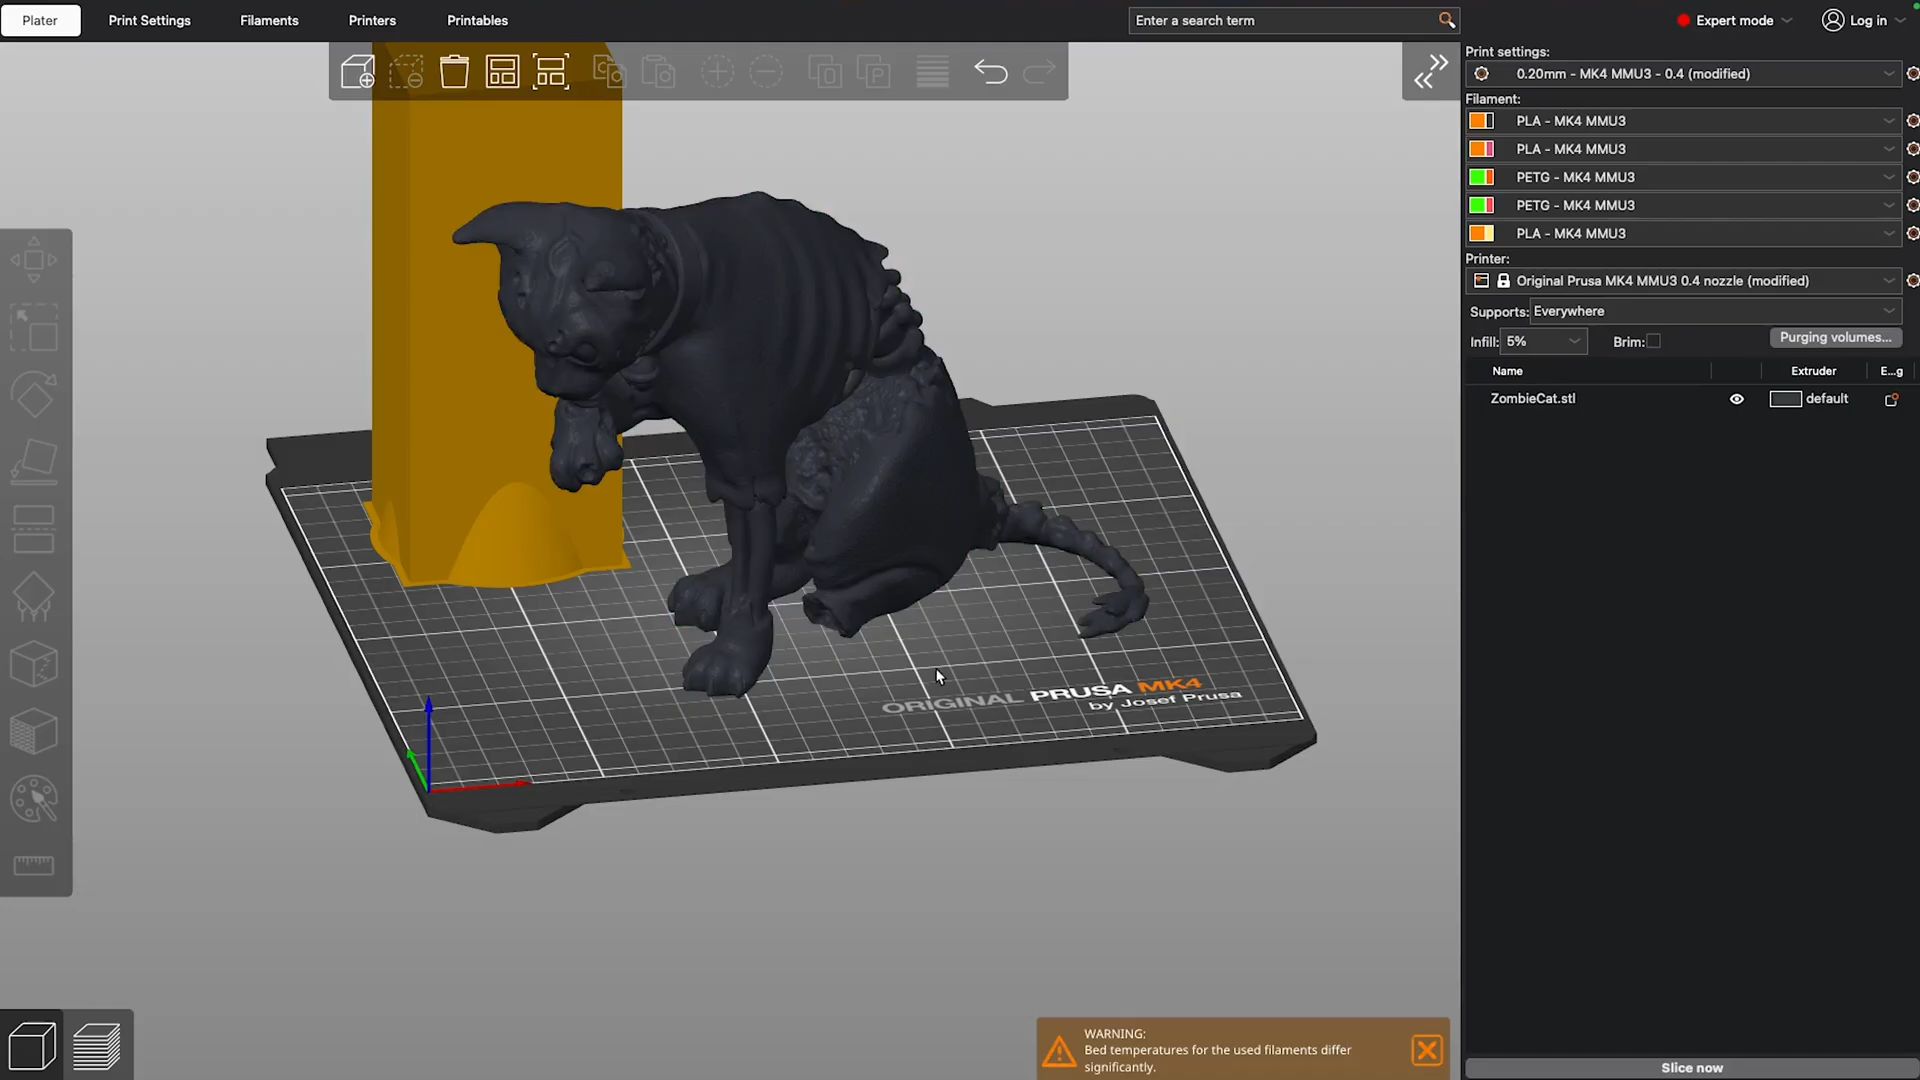 Plater
Print Settings
Filaments
Printers
Printables
Enter a search term
Expert mode
Log in
Print settings:
0.20mm - MK4 MMU3 - 0.4 (modified)
Filament:
PLA - MK4 MMU3
PLA - MK4 MMU3
PETG - MK4 MMU3
PETG - MK4 MMU3
PLA - MK4 MMU3
Printer:
Original Prusa MK4 MMU3 0.4 nozzle (modified)
Supports: Everywhere
Infill: 5%
Brim:
Purging volumes...
Name
Extruder
E...g
ZombieCat.stl
default
ORIGINAL PRUSA MK4
by Josef Prusa
WARNING:
Bed temperatures for the used filaments differ
significantly.
Slice now